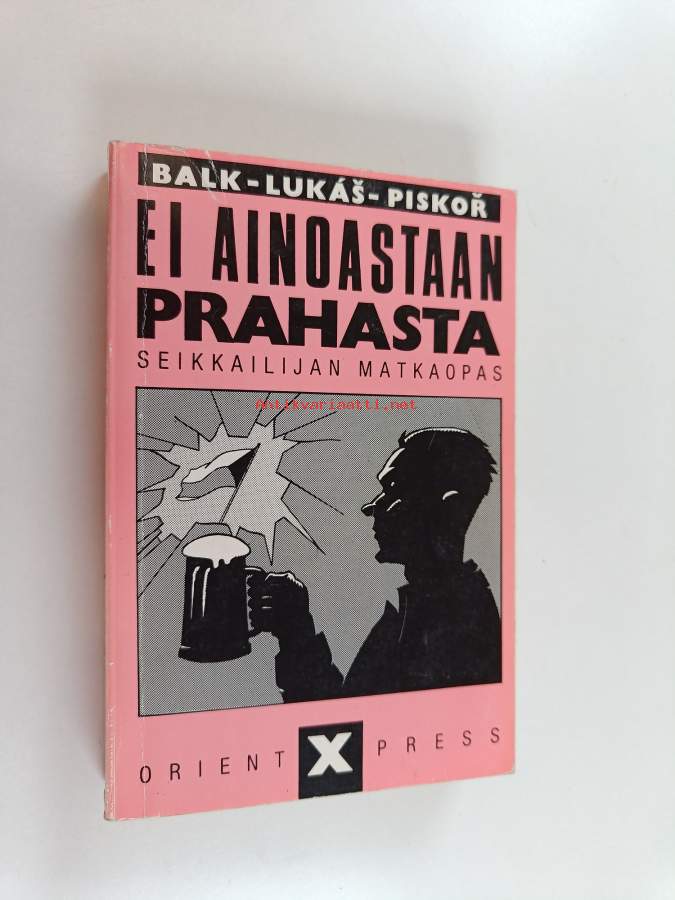 BALK-LUKÁŠ-PISKOŘ
EI AINOASTAAN
PRAHASTA
SEIKKAILIJAN MATKAOPAS
Antikvariaatti.net
ORIENT X PRESS